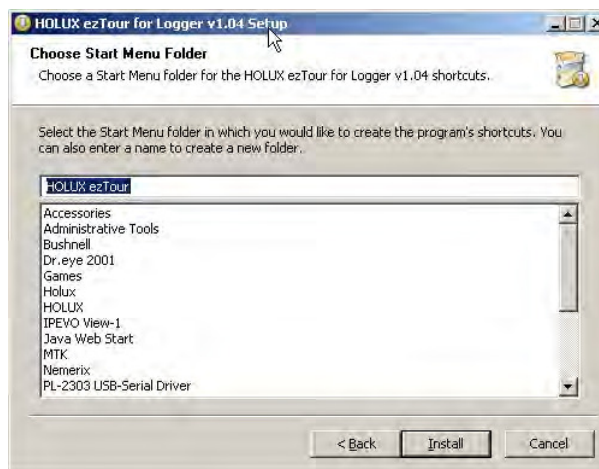 HOLUX ezTour for Logger v1.04 Setup
Choose Start Menu Folder
Choose a Start Menu folder for the HOLUX ezTour for Logger v1.04 shortcuts.
Select the Start Menu folder in which you would like to create the program's shortcuts. You
can also enter a name to create a new folder.
HOLUX ezTour
Accessories
Administrative Tools
Bushnell
Dr.eye 2001
Games
Holux
HOLUX
IPEVO View-1
Java Web Start
MTK
Nemerix
PL-2303 USB-Serial Driver
< Back
Install
Cancel